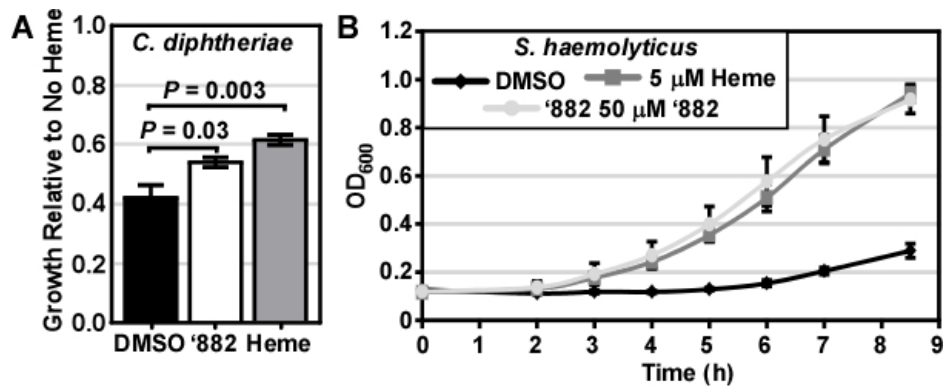 A
Growth Relative to No Heme
1.0
0.8
0.6
0.4
0.2
0.0
C. diphtheriae
P = 0.003
P = 0.03
DMSO '882 Heme
B
OD600
1.2
1.0
0.8
0.6
0.4
0.2
0
S. haemolyticus
DMSO 5 μM Heme
'882 50 μM '882
0 1 2 3 4 5 6 7 8 9
Time (h)